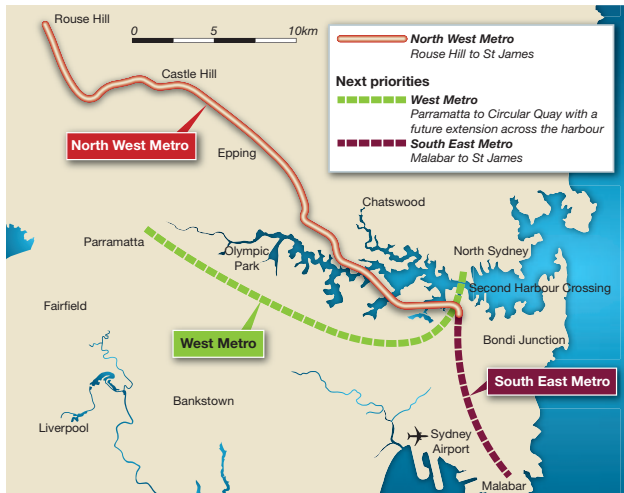 Rouse Hill
0 5 10km
North West Metro
Rouse Hill to St James
Next priorities
West Metro
Parramatta to Circular Quay with a
future extension across the harbour
South East Metro
Malabar to St James
Castle Hill
North West Metro
Epping
Chatswood
Parramatta
Olympic
Park
North Sydney
Second Harbour Crossing
Fairfield
West Metro
Bondi Junction
South East Metro
Bankstown
Liverpool
Sydney
Airport
Malabar